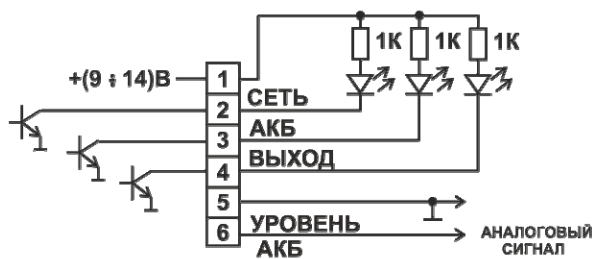 1К 1К 1К
+(9 ÷ 14)В
1
СЕТЬ
2
АКБ
3
ВЫХОД
4
5
УРОВЕНЬ
АКБ
6
АНАЛОГОВЫЙ
СИГНАЛ